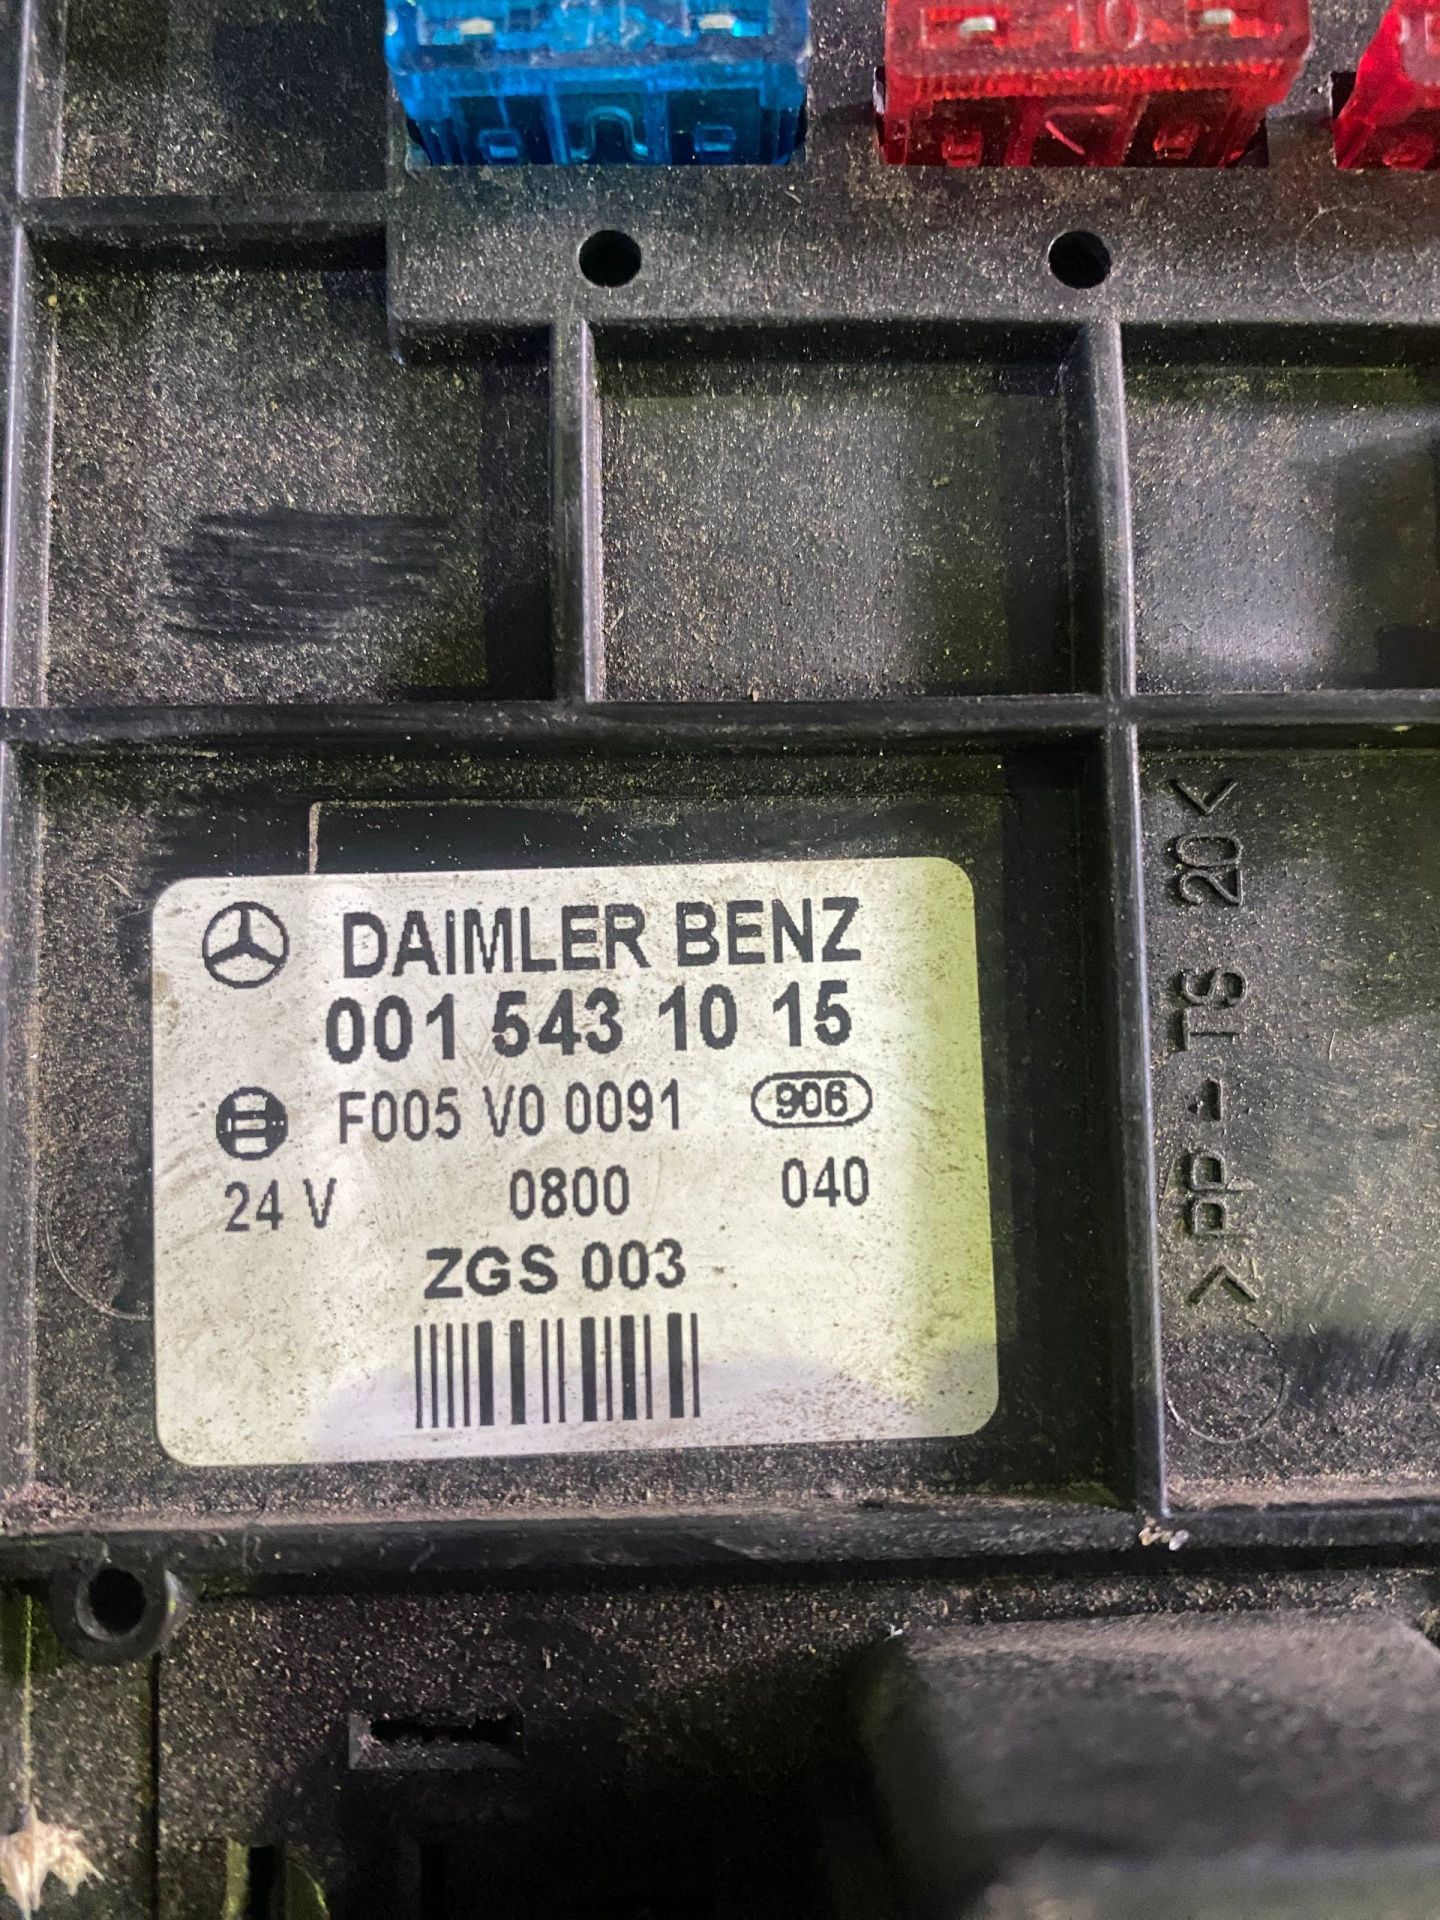 10
DAIMLER BENZ
001 543 10 15
F005 V0 0091 906
24 V 0800 040
ZGS 003
>PP-TS 20<